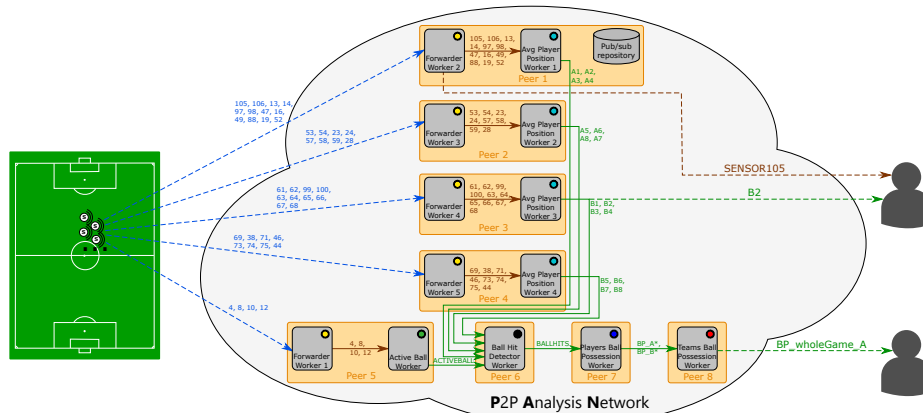 105, 106, 13, 14,
97, 98, 47, 16,
49, 88, 19, 52
53, 54, 23, 24,
57, 58, 59, 28
61, 62, 99, 100,
63, 64, 65, 66,
67, 68
69, 38, 71, 46,
73, 74, 75, 44
4, 8, 10, 12
S
S
S
S
Forwarder
Worker 2
105, 106, 13,
14, 97, 98,
47, 16, 49,
88, 19, 52
Avg Player
Position
Worker 1
Pub/sub
repository
Peer 1
A1, A2,
A3, A4
Forwarder
Worker 3
53, 54, 23,
24, 57, 58,
59, 28
Avg Player
Position
Worker 2
Peer 2
A5, A6,
A8, A7
SENSOR105
Forwarder
Worker 4
61, 62, 99,
100, 63, 64,
65, 66, 67,
68
Avg Player
Position
Worker 3
Peer 3
B1, B2,
B3, B4
B2
Forwarder
Worker 5
69, 38, 71,
46, 73, 74,
75, 44
Avg Player
Position
Worker 4
Peer 4
B5, B6,
B7, B8
Forwarder
Worker 1
4, 8,
10, 12
Active Ball
Worker
Peer 5
ACTIVEBALL
Ball Hit
Detector
Worker
Peer 6
BALLHITS
Players Ball
Possession
Worker
Peer 7
BP_A*,
BP_B*
Teams Ball
Possession
Worker
Peer 8
BP_wholeGame_A
P2P Analysis Network